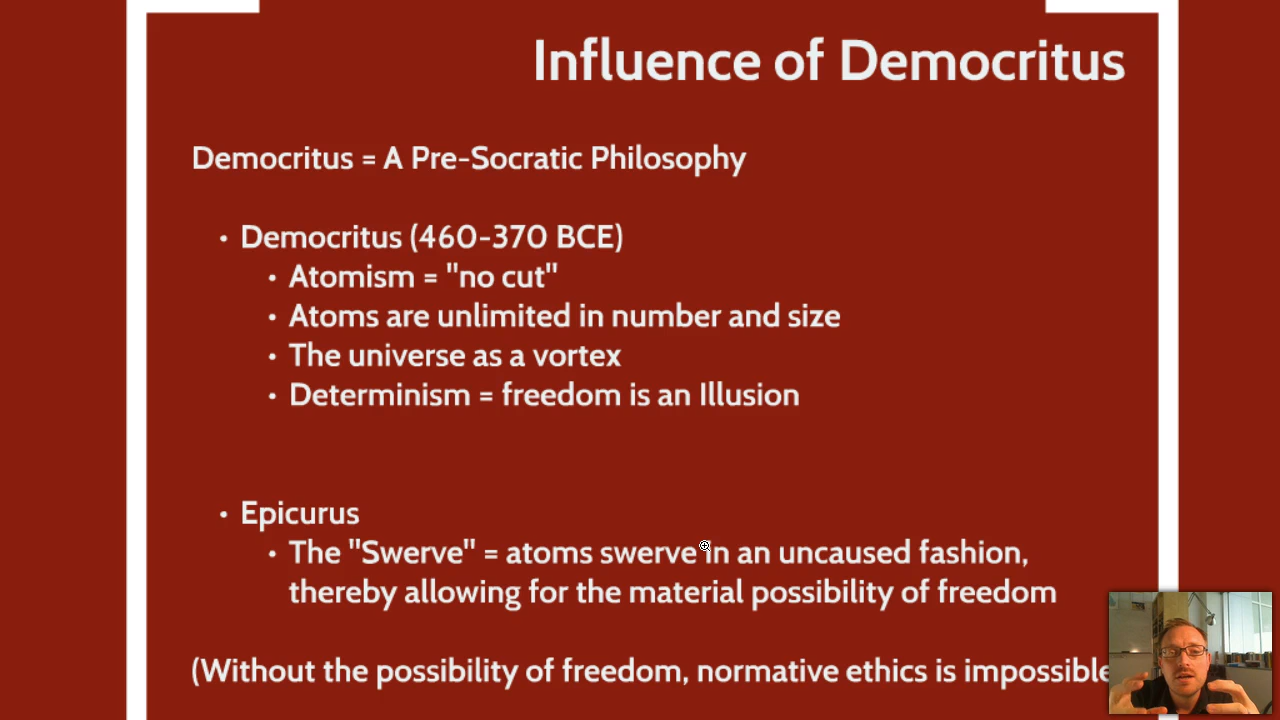 Influence of Democritus
Democritus = A Pre-Socratic Philosophy
• Democritus (460-370 BCE)
• Atomism = "no cut"
• Atoms are unlimited in number and size
• The universe as a vortex
• Determinism = freedom is an Illusion
• Epicurus
• The "Swerve" = atoms swerve in an uncaused fashion,
thereby allowing for the material possibility of freedom
(Without the possibility of freedom, normative ethics is impossible